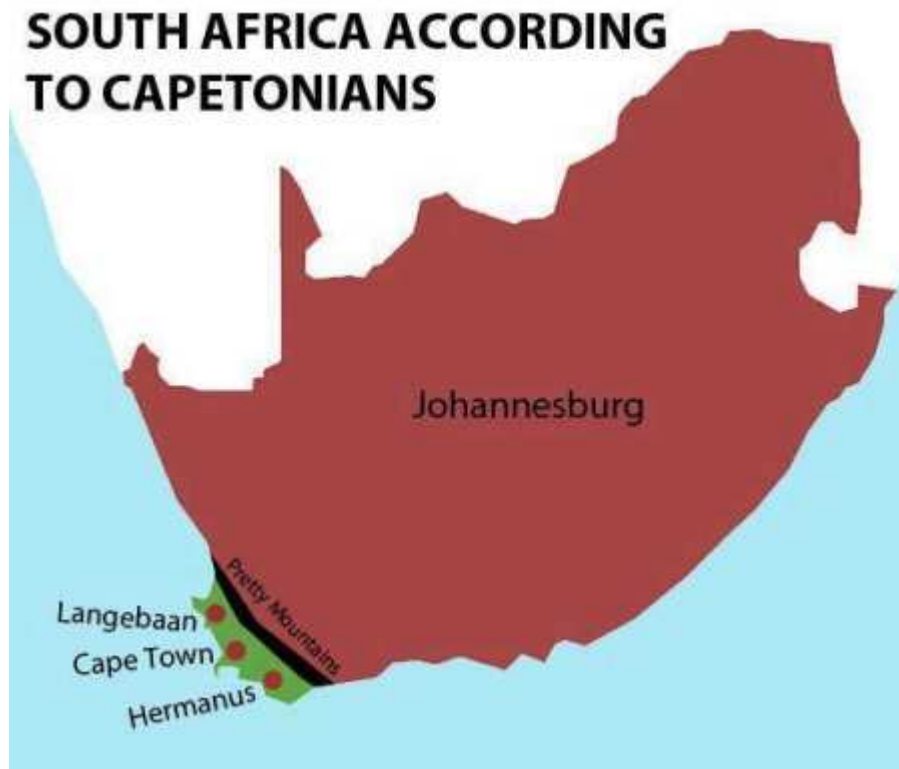 SOUTH AFRICA ACCORDING
TO CAPETONIANS
Johannesburg
Pretty Mountains
Langebaan
Cape Town
Hermanus